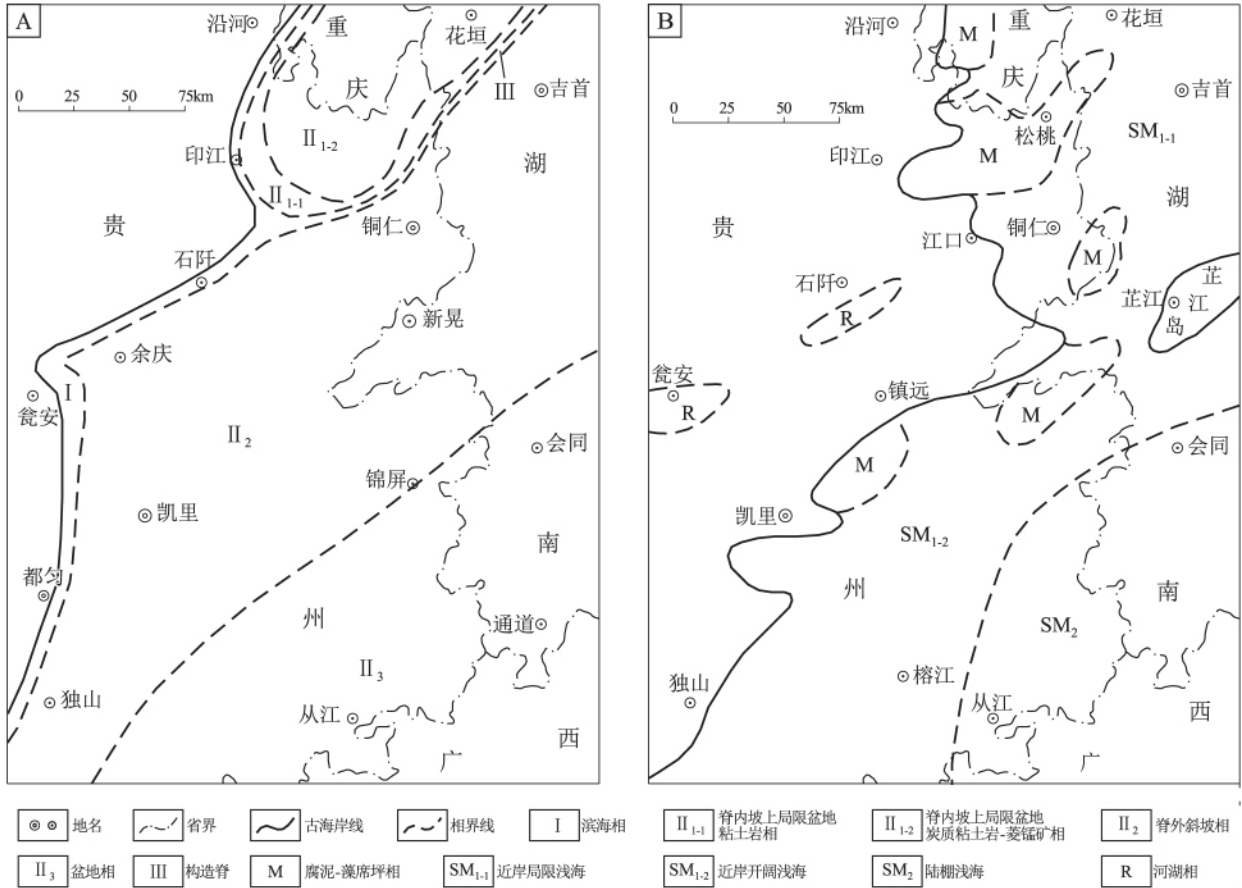 A
沿河
重
花垣
庆
III
吉首
0 25 50 75km
II1-2
印江
湖
II1-1
贵
铜仁
石阡
新晃
余庆
I
瓮安
II2
会同
锦屏
凯里
南
都匀
州
通道
II3
独山
从江
西
广
B
沿河
M
重
花垣
庆
吉首
0 25 50 75km
松桃
SM1-1
印江
M
湖
贵
江口
铜仁
M
石阡
芷江
芷
江
岛
R
瓮安
R
镇远
M
会同
M
凯里
SM1-2
州
南
SM2
独山
榕江
从江
西
广
地名
省界
古海岸线
相界线
I 滨海相
II1-1 脊内坡上局限盆地
粘土岩相
II1-2 脊内坡上局限盆地
炭质粘土岩-菱锰矿相
II2 脊外斜坡相
II3 盆地相
III 构造脊
M 腐泥-藻席坪相
SM1-1 近岸局限浅海
SM1-2 近岸开阔浅海
SM2 陆棚浅海
R 河湖相